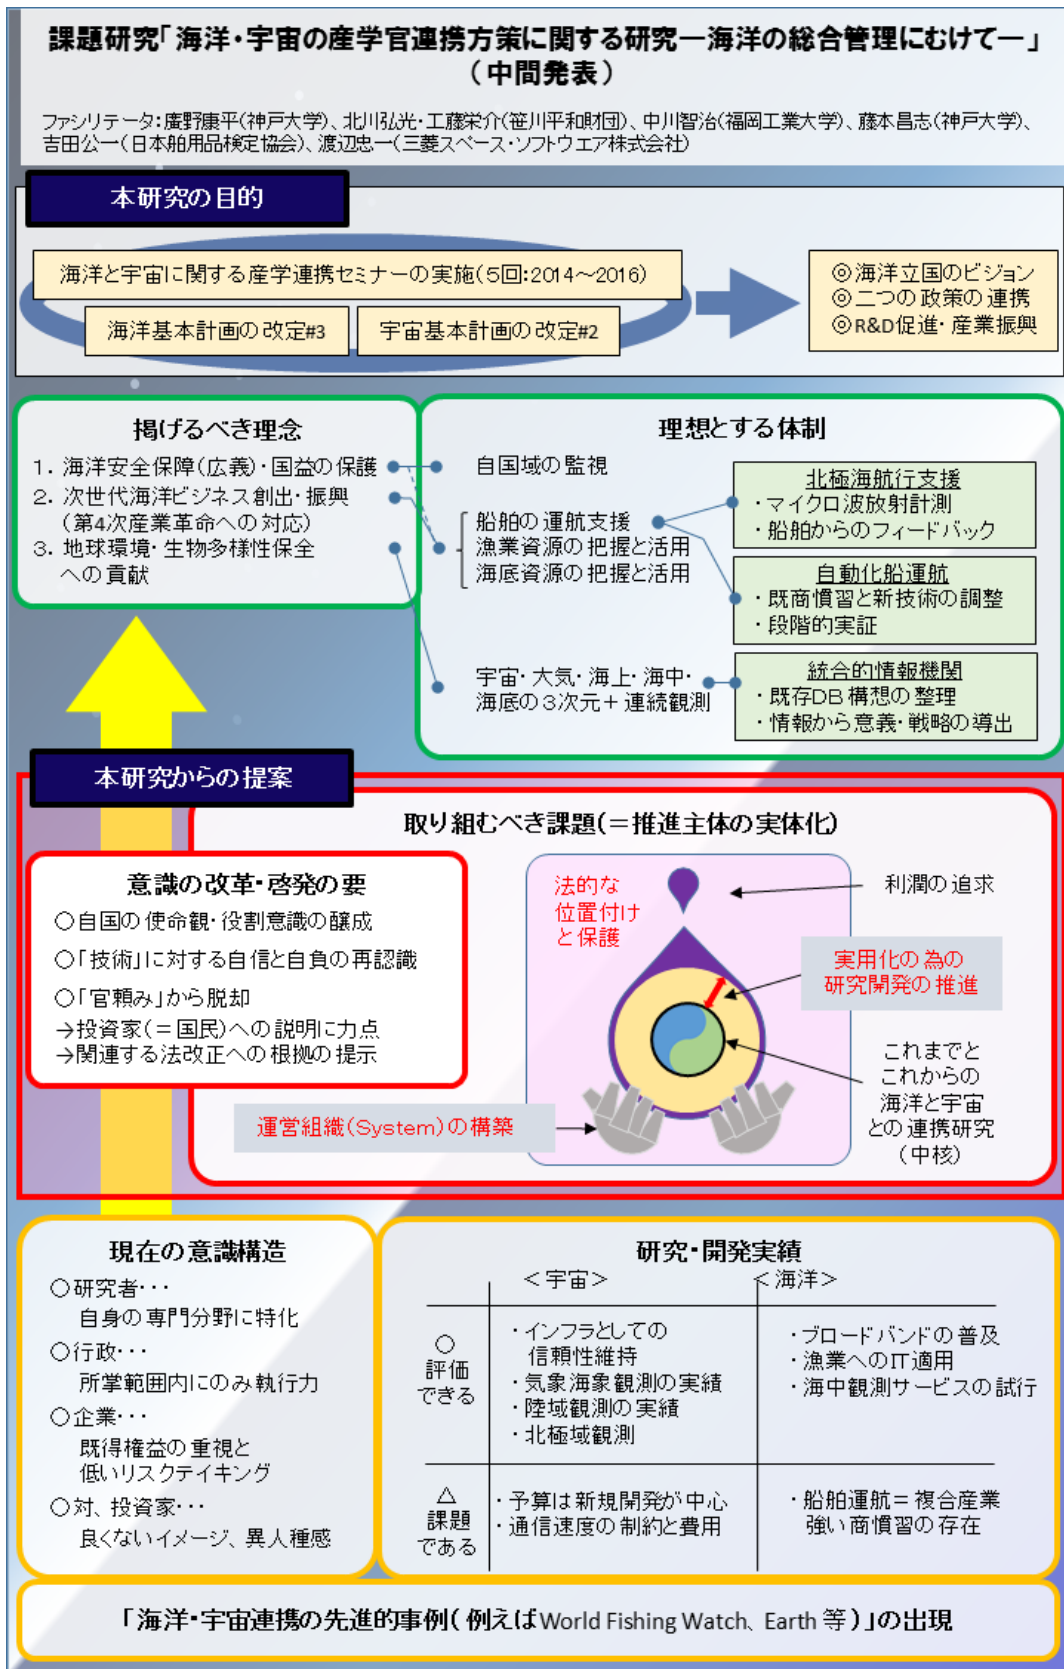 課題研究「海洋・宇宙の産学官連携方策に関する研究ー海洋の総合管理にむけてー」
（中間発表）
ファシリテータ：廣野康平(神戸大学)、北川弘光・工藤栄介(笹川平和財団)、中川智治(福岡工業大学)、藤本昌志(神戸大学)、
吉田公一(日本舶用品検定協会)、渡辺忠一(三菱スペース・ソフトウエア株式会社)
本研究の目的
海洋と宇宙に関する産学連携セミナーの実施(5回：2014～2016)
海洋基本計画の改定#3
宇宙基本計画の改定#2
◎海洋立国のビジョン
◎二つの政策の連携
◎R&D促進・産業振興
掲げるべき理念
1. 海洋安全保障(広義)・国益の保護
2. 次世代海洋ビジネス創出・振興
(第4次産業革命への対応)
3. 地球環境・生物多様性保全
への貢献
理想とする体制
自国域の監視
船舶の運航支援
漁業資源の把握と活用
海底資源の把握と活用
宇宙・大気・海上・海中・
海底の3次元＋連続観測
北極海航行支援
・マイクロ波放射計測
・船舶からのフィードバック
自動化船運航
・既商慣習と新技術の調整
・段階的実証
統合的情報機関
・既存DB構想の整理
・情報から意義・戦略の導出
本研究からの提案
取り組むべき課題(＝推進主体の実体化)
意識の改革・啓発の要
○自国の使命観・役割意識の醸成
○「技術」に対する自信と自負の再認識
○「官頼み」から脱却
→投資家(＝国民)への説明に力点
→関連する法改正への根拠の提示
法的な
位置付け
と保護
利潤の追求
実用化の為の
研究開発の推進
これまでと
これからの
海洋と宇宙
との連携研究
(中核)
運営組織(System)の構築
現在の意識構造
○研究者・・・
自身の専門分野に特化
○行政・・・
所掌範囲内にのみ執行力
○企業・・・
既得権益の重視と
低いリスクテイキング
○対、投資家・・・
良くないイメージ、異人種感
研究・開発実績
＜宇宙＞
＜海洋＞
○
評価
できる
・インフラとしての
信頼性維持
・気象海象観測の実績
・陸域観測の実績
・北極域観測
・ブロードバンドの普及
・漁業へのIT適用
・海中観測サービスの試行
△
課題
である
・予算は新規開発が中心
・通信速度の制約と費用
・船舶運航＝複合産業
強い商慣習の存在
「海洋・宇宙連携の先進的事例(例えばWorld Fishing Watch、Earth等)」の出現